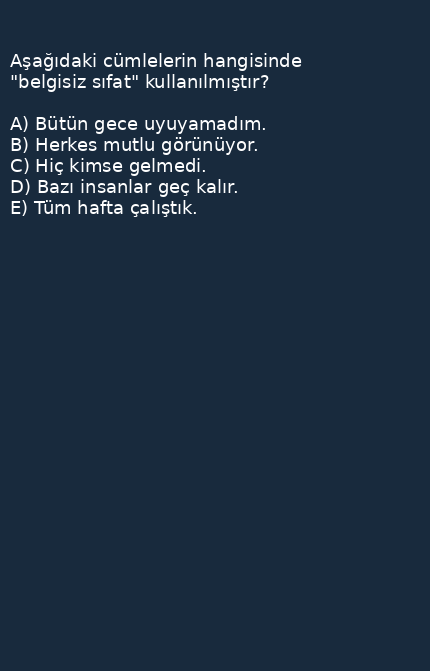 Aşağıdaki cümlelerin hangisinde
"belgisiz sıfat" kullanılmıştır?
A) Bütün gece uyuyamadım.
B) Herkes mutlu görünüyor.
C) Hiç kimse gelmedi.
D) Bazı insanlar geç kalır.
E) Tüm hafta çalıştık.